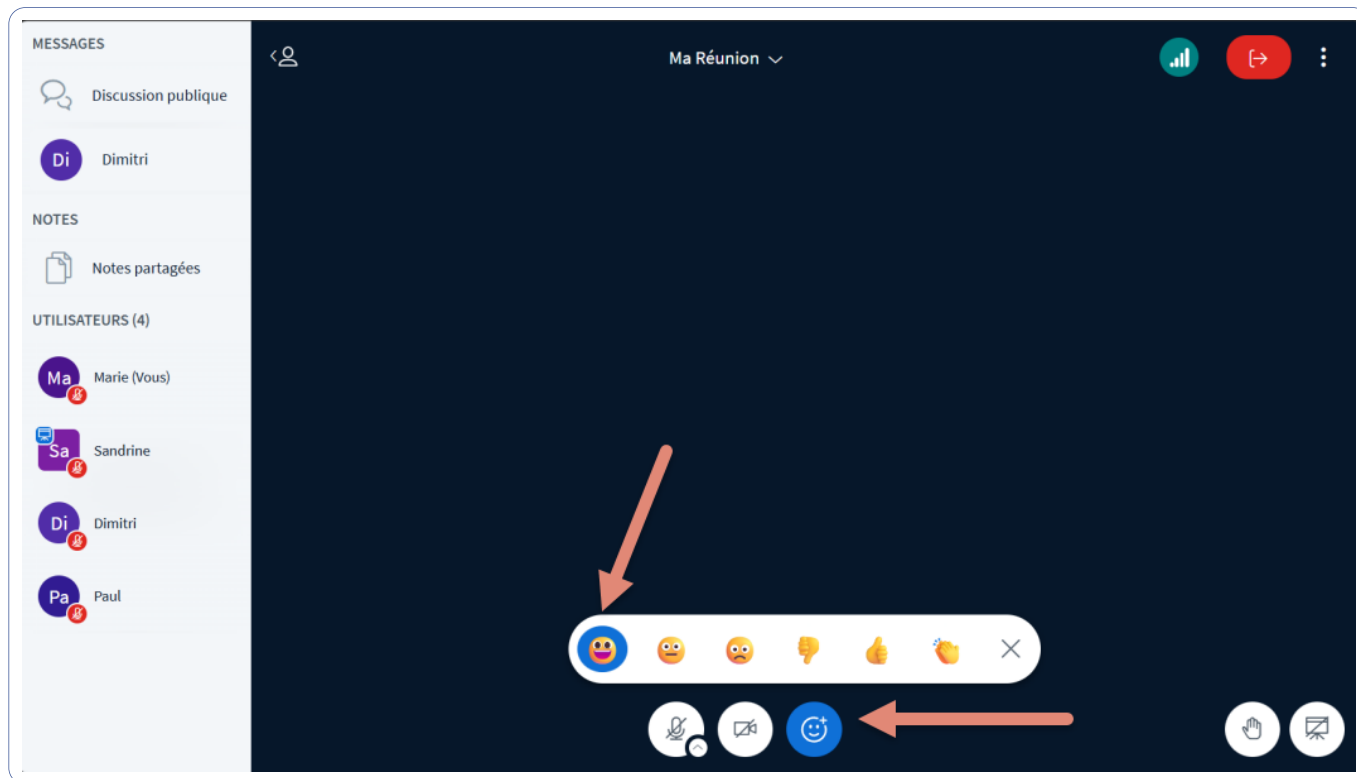 MESSAGES
Discussion publique
Di Dimitri
NOTES
Notes partagées
UTILISATEURS (4)
Ma Marie (Vous)
Sa Sandrine
Di Dimitri
Pa Paul
Ma Réunion